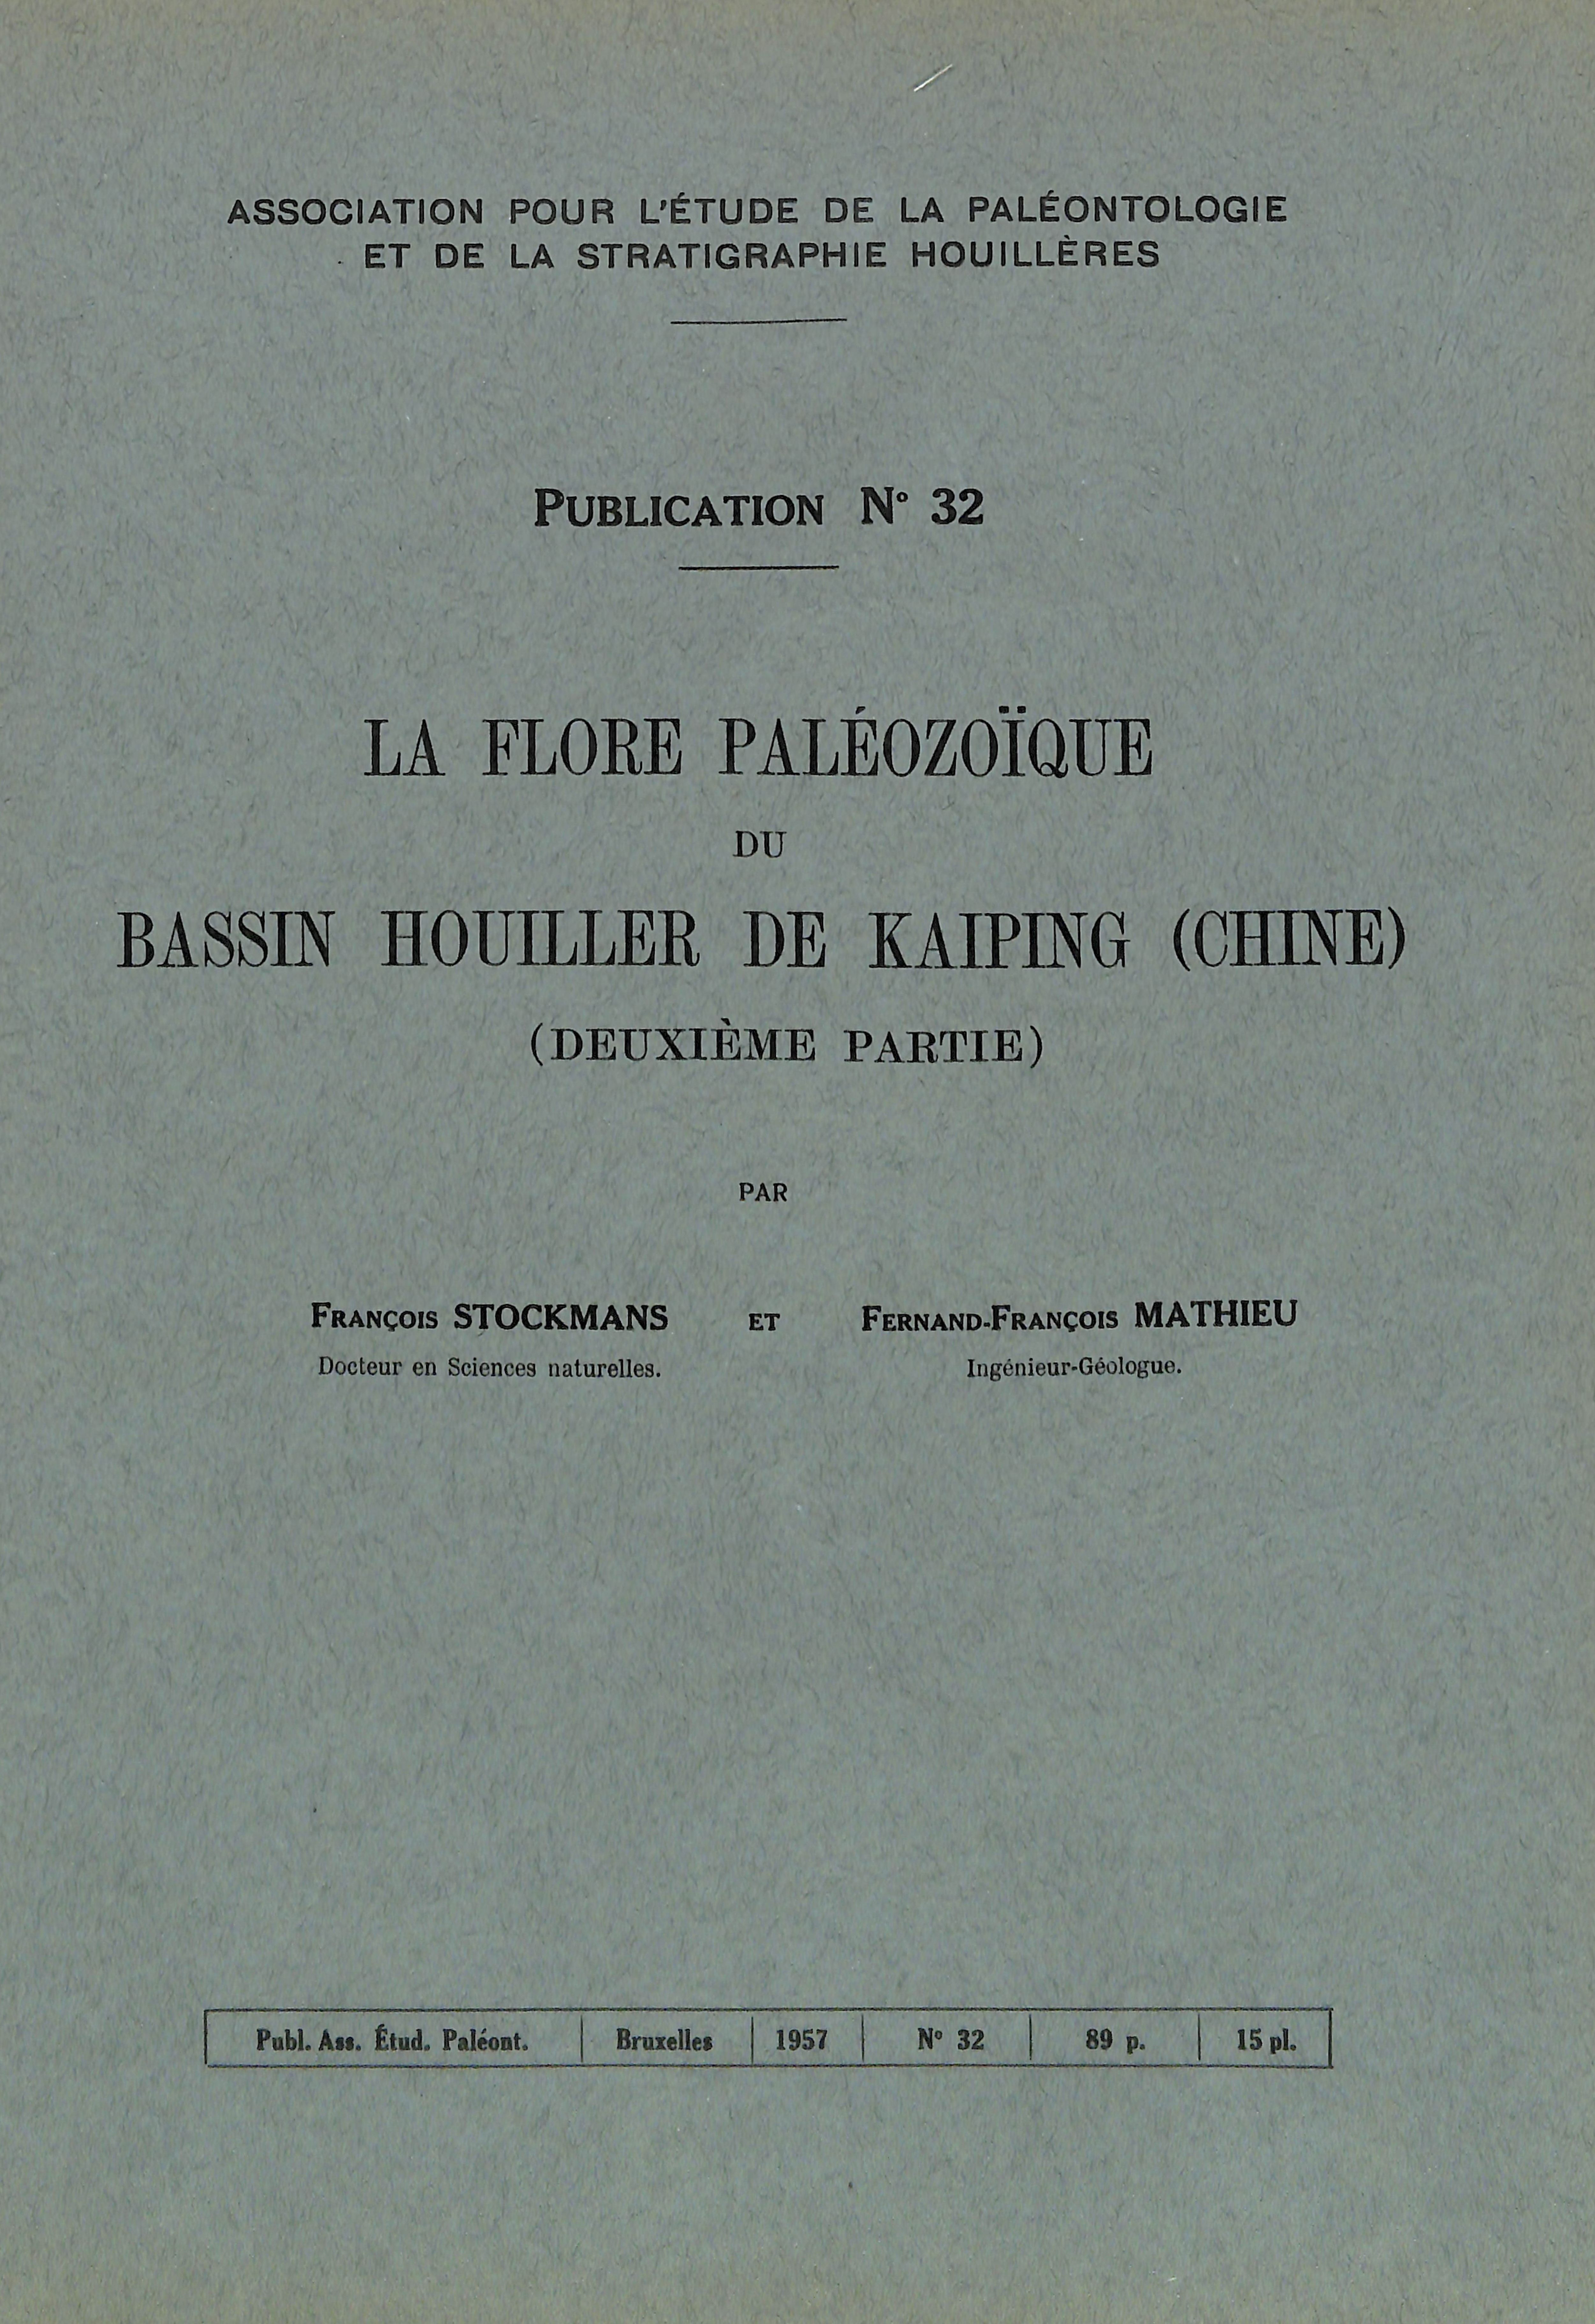 ASSOCIATION POUR L'ÉTUDE DE LA PALÉONTOLOGIE
ET DE LA STRATIGRAPHIE HOUILLÈRES
PUBLICATION N° 32
LA FLORE PALÉOZOÏQUE
DU
BASSIN HOUILLER DE KAIPING (CHINE)
(DEUXIÈME PARTIE)
PAR
FRANÇOIS STOCKMANS ET FERNAND-FRANÇOIS MATHIEU
Docteur en Sciences naturelles. Ingénieur-Géologue.
Publ. Ass. Étud. Paléont. Bruxelles 1957 N° 32 89 p. 15 pl.